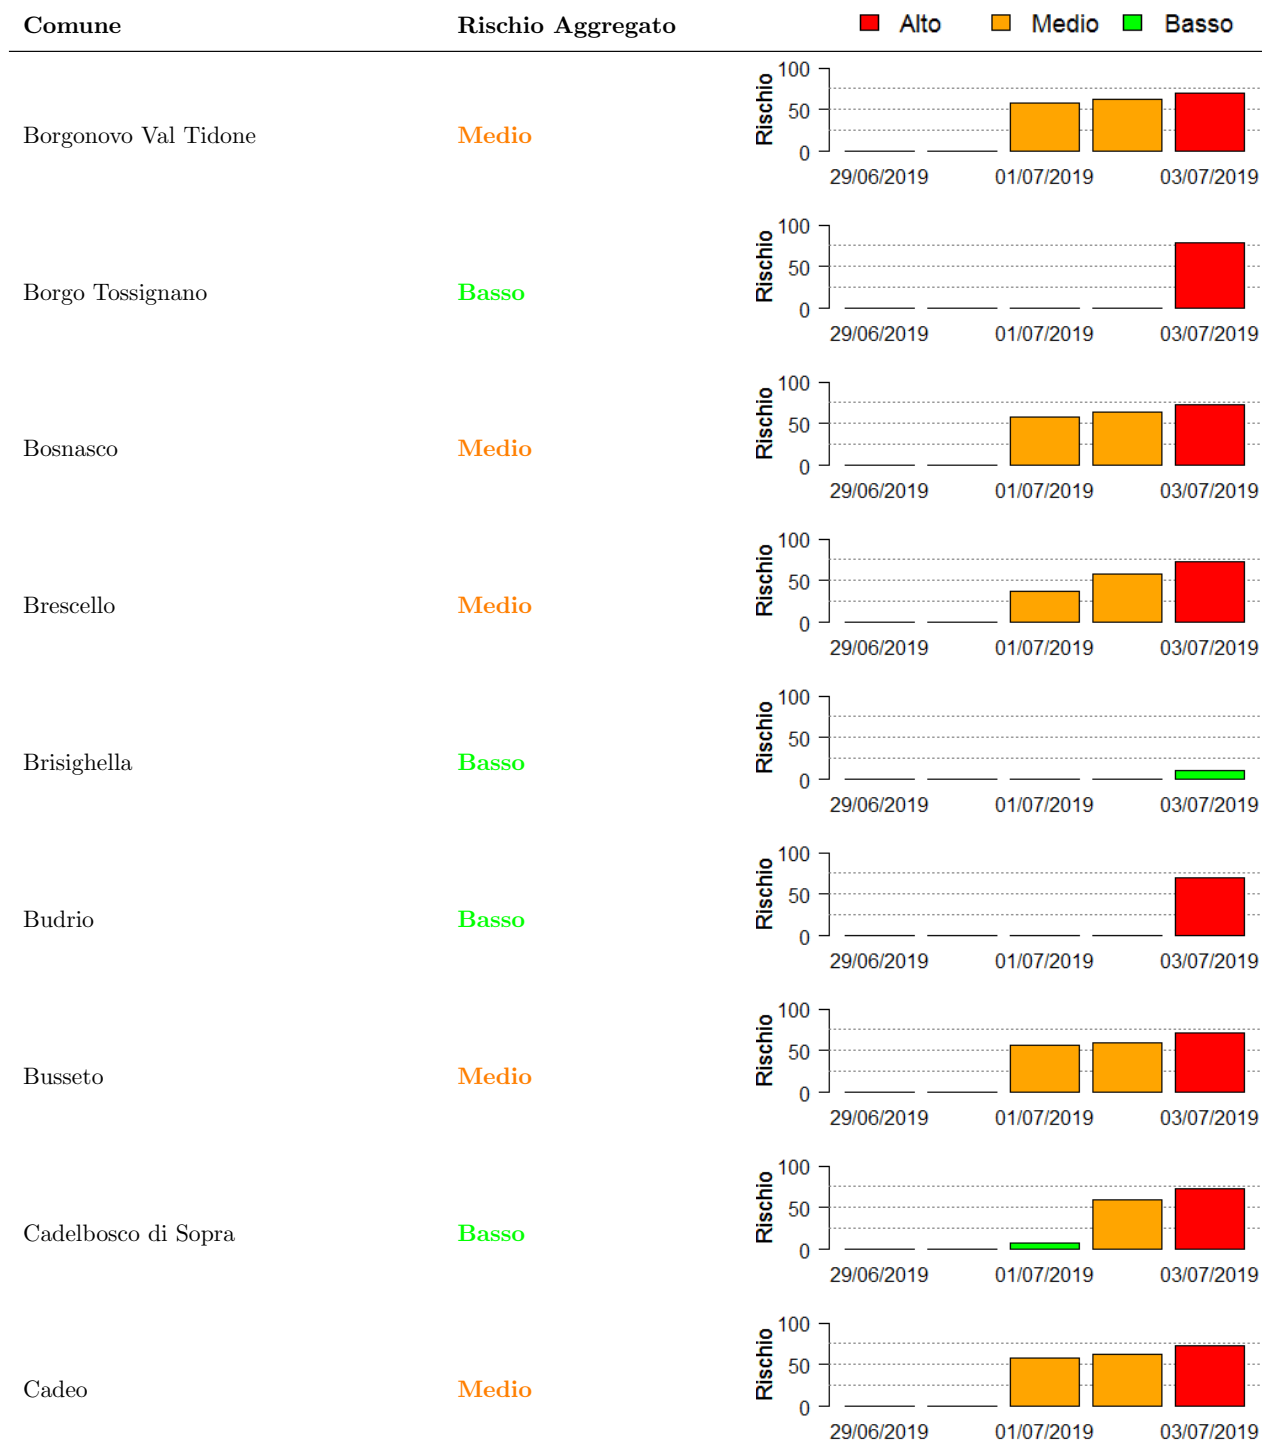 Comune Rischio Aggregato Alto Medio Basso
100
50
0
Rischio
Borgonovo Val Tidone Medio
29/06/2019 01/07/2019 03/07/2019
100
50
0
Rischio
Borgo Tossignano Basso
29/06/2019 01/07/2019 03/07/2019
100
50
0
Rischio
Bosnasco Medio
29/06/2019 01/07/2019 03/07/2019
100
50
0
Rischio
Brescello Medio
29/06/2019 01/07/2019 03/07/2019
100
50
0
Rischio
Brisighella Basso
29/06/2019 01/07/2019 03/07/2019
100
50
0
Rischio
Budrio Basso
29/06/2019 01/07/2019 03/07/2019
100
50
0
Rischio
Busseto Medio
29/06/2019 01/07/2019 03/07/2019
100
50
0
Rischio
Cadelbosco di Sopra Basso
29/06/2019 01/07/2019 03/07/2019
100
50
0
Rischio
Cadeo Medio
29/06/2019 01/07/2019 03/07/2019